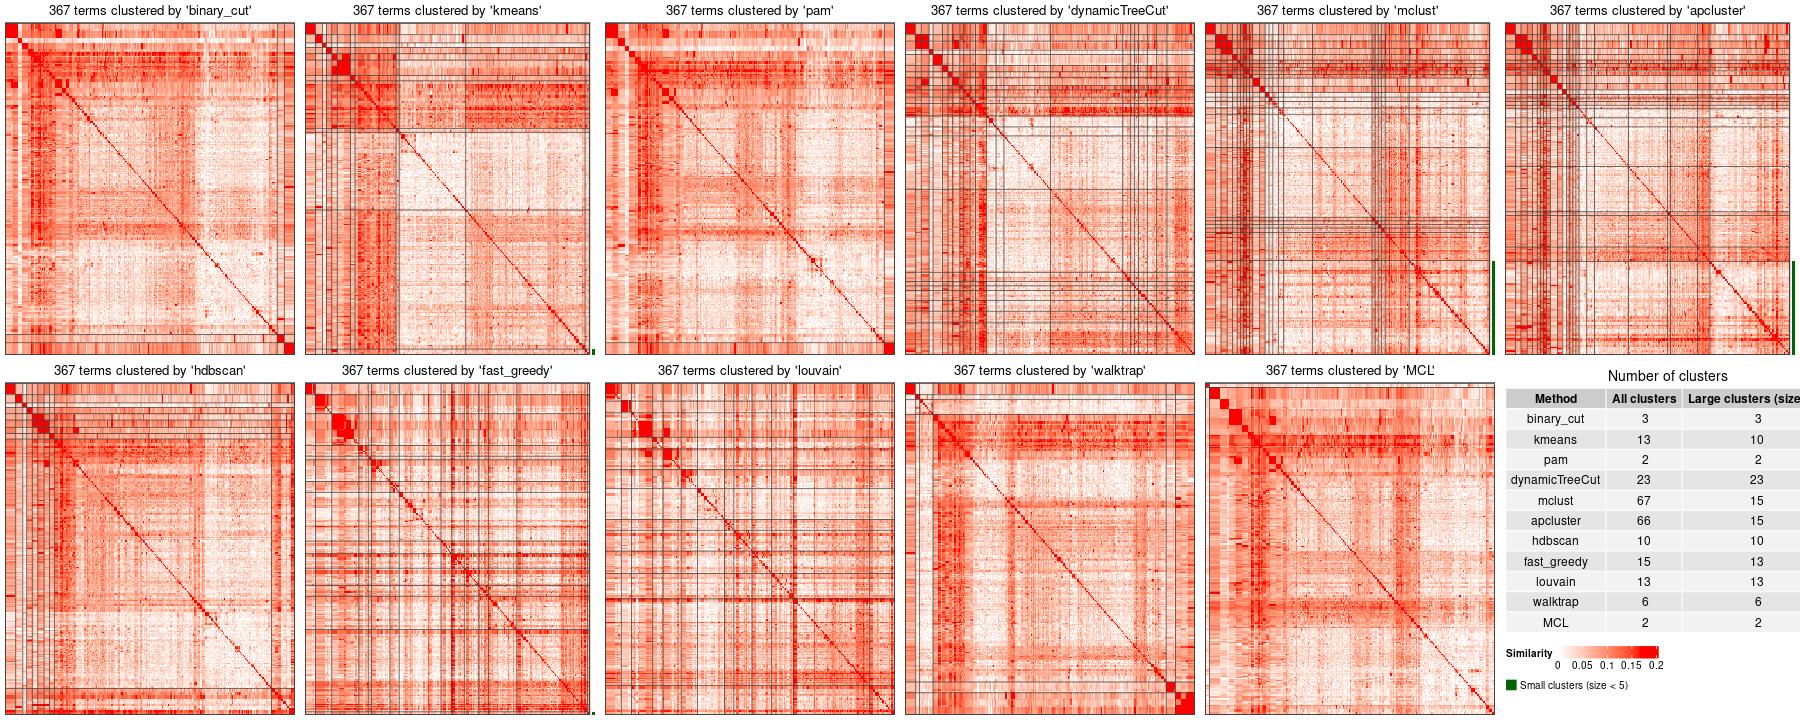 367 terms clustered by 'binary_cut'
367 terms clustered by 'kmeans'
367 terms clustered by 'pam'
367 terms clustered by 'dynamicTreeCut'
367 terms clustered by 'mclust'
367 terms clustered by 'apcluster'
367 terms clustered by 'hdbscan'
367 terms clustered by 'fast_greedy'
367 terms clustered by 'louvain'
367 terms clustered by 'walktrap'
367 terms clustered by 'MCL'
Number of clusters
Method All clusters Large clusters (size
binary_cut 3 3
kmeans 13 10
pam 2 2
dynamicTreeCut 23 23
mclust 67 15
apcluster 66 15
hdbscan 10 10
fast_greedy 15 13
louvain 13 13
walktrap 6 6
MCL 2 2
Similarity
0 0.05 0.1 0.15 0.2
Small clusters (size < 5)